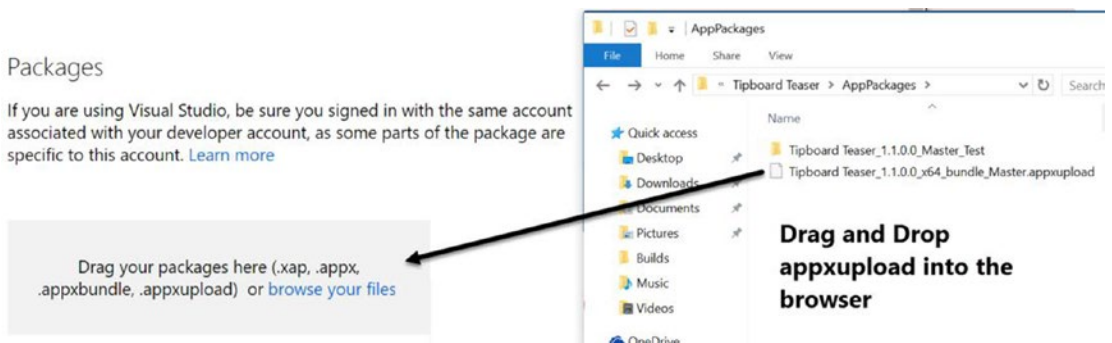 Packages
If you are using Visual Studio, be sure you signed in with the same account
associated with your developer account, as some parts of the package are
specific to this account. Learn more
Drag your packages here (.xap, .appx,
.appxbundle, .appxupload) or browse your files
AppPackages
File Home Share View
Tipboard Teaser > AppPackages > Search
Name
Quick access
Desktop
Downloads
Documents
Pictures
Builds
Music
Videos
OneDrive
Tipboard Teaser_1.1.0.0_Master_Test
Tipboard Teaser_1.1.0.0_x64_bundle_Master.appxupload
Drag and Drop
appxupload into the
browser